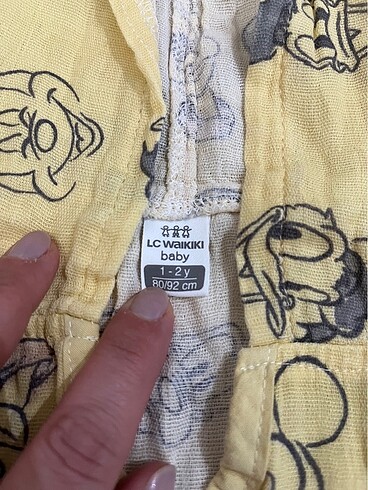 LC WAIKIKI
baby
1 - 2 y
80/92 cm